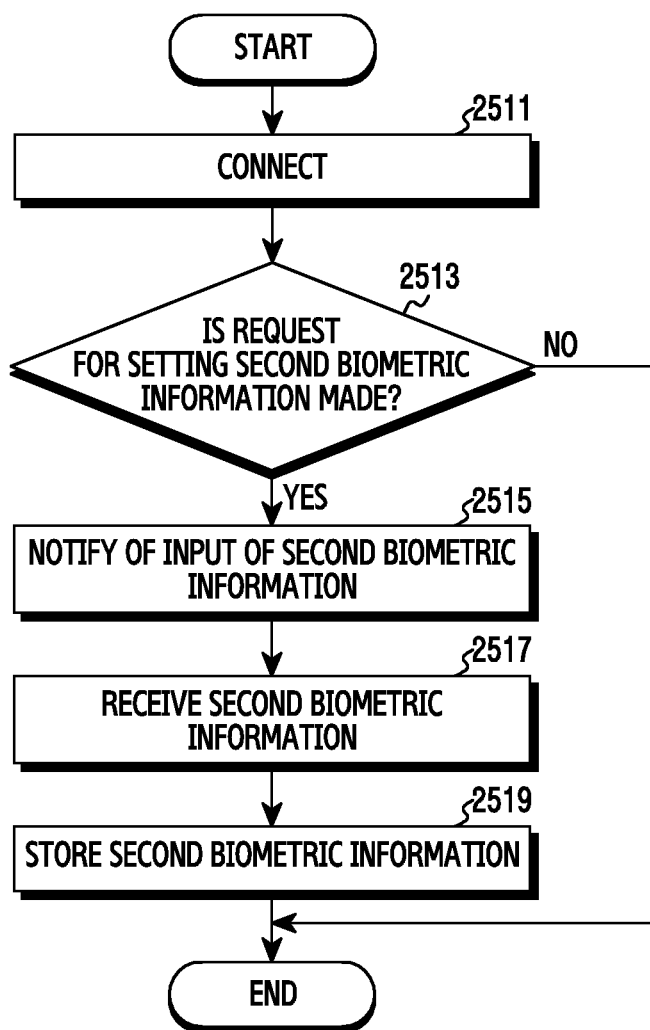 START
2511
CONNECT
2513
IS REQUEST
FOR SETTING SECOND BIOMETRIC
INFORMATION MADE?
NO
YES
2515
NOTIFY OF INPUT OF SECOND BIOMETRIC
INFORMATION
2517
RECEIVE SECOND BIOMETRIC
INFORMATION
2519
STORE SECOND BIOMETRIC INFORMATION
END